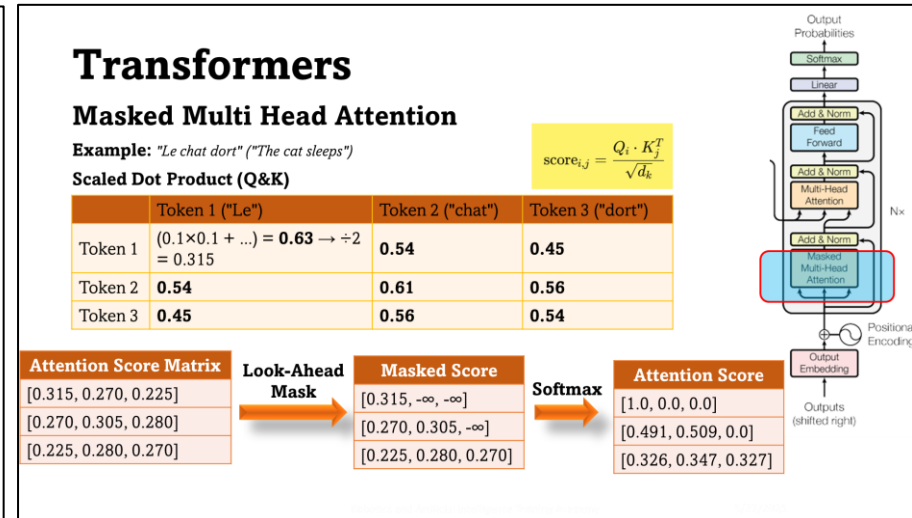 Transformers
Masked Multi Head Attention
Example: "Le chat dort" ("The cat sleeps")
Scaled Dot Product (Q&K)
score_{i,j} = \frac{Q_i \cdot K_j^T}{\sqrt{d_k}}
Token 1 ("Le") Token 2 ("chat") Token 3 ("dort")
Token 1 (0.1×0.1 + ...) = 0.63 → ÷2
= 0.315 0.54 0.45
Token 2 0.54 0.61 0.56
Token 3 0.45 0.56 0.54
Attention Score Matrix
[0.315, 0.270, 0.225]
[0.270, 0.305, 0.280]
[0.225, 0.280, 0.270]
Look-Ahead
Mask
Masked Score
[0.315, -∞, -∞]
[0.270, 0.305, -∞]
[0.225, 0.280, 0.270]
Softmax
Attention Score
[1.0, 0.0, 0.0]
[0.491, 0.509, 0.0]
[0.326, 0.347, 0.327]
Output
Probabilities
Softmax
Linear
Add & Norm
Feed
Forward
Add & Norm
Multi-Head
Attention
N×
Add & Norm
Masked
Multi-Head
Attention
Positional
Encoding
Output
Embedding
Outputs
(shifted right)